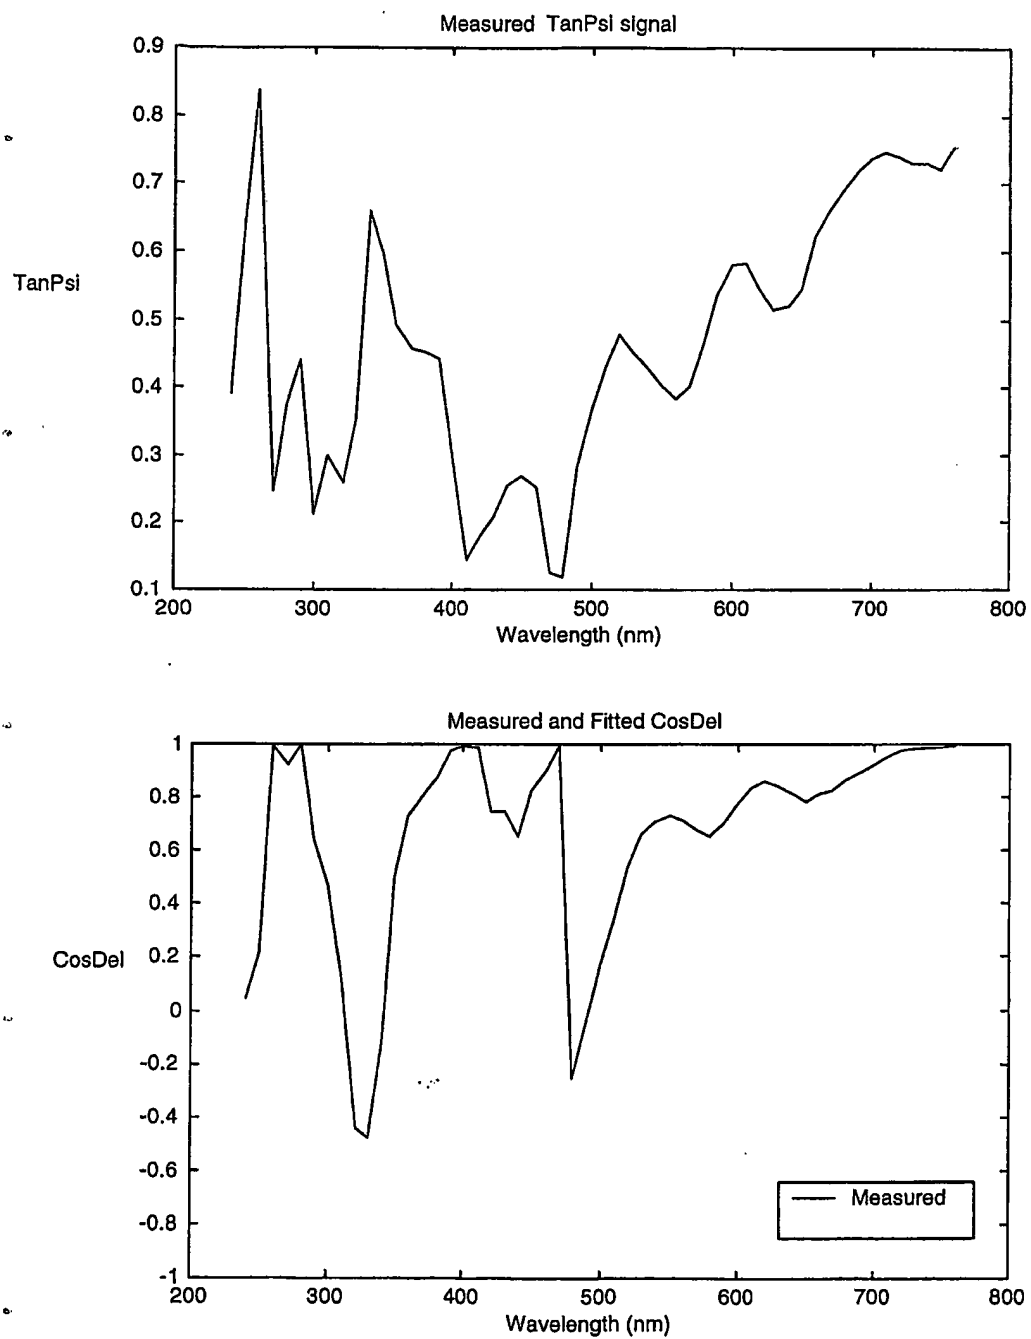 Measured TanPsi signal
0.9
0.8
0.7
0.6
TanPsi
0.5
0.4
0.3
0.2
0.1
200 300 400 500 600 700 800
Wavelength (nm)
Measured and Fitted CosDel
1
0.8
0.6
0.4
CosDel 0.2
0
-0.2
-0.4
-0.6
-0.8
-1
Measured
200 300 400 500 600 700 800
Wavelength (nm)